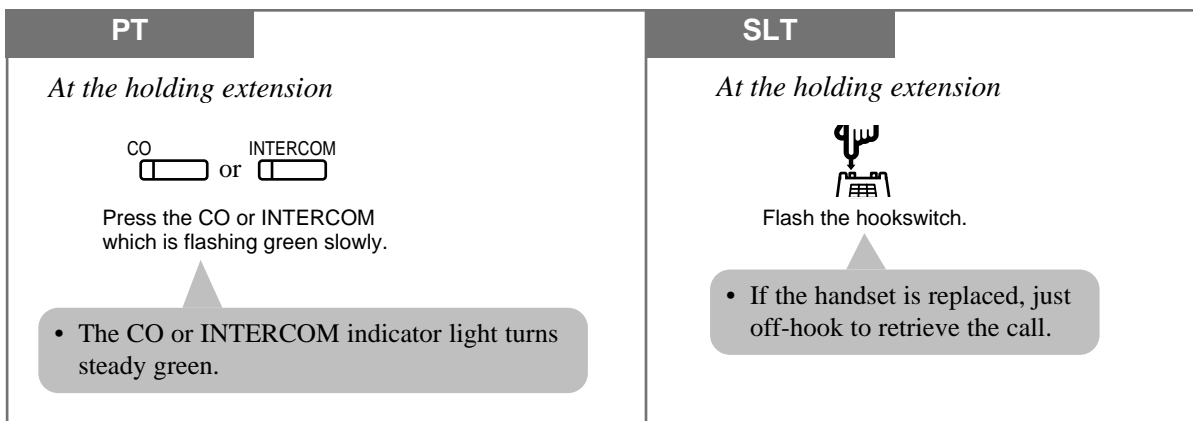 PT
At the holding extension
CO or INTERCOM
Press the CO or INTERCOM
which is flashing green slowly.
• The CO or INTERCOM indicator light turns
steady green.
SLT
At the holding extension
Flash the hookswitch.
• If the handset is replaced, just
off-hook to retrieve the call.